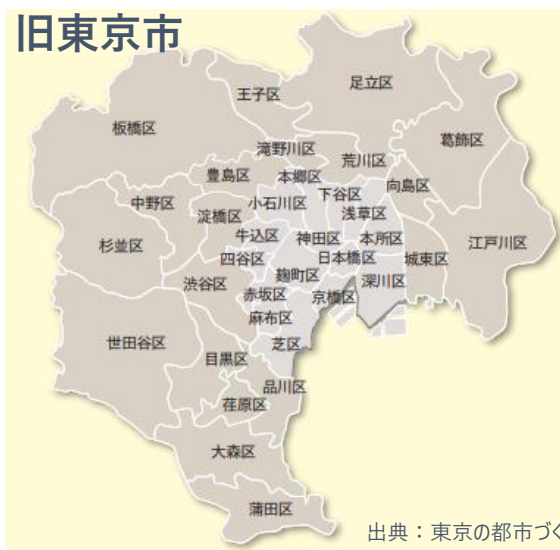 旧東京市
足立区
王子区
板橋区
葛飾区
滝野川区
荒川区
豊島区
本郷区
向島区
下谷区
中野区
小石川区
淀橋区
浅草区
牛込区
神田区
本所区
杉並区
江戸川区
四谷区
日本橋区
城東区
麹町区
渋谷区
深川区
赤坂区
京橋区
麻布区
世田谷区
芝区
目黒区
品川区
荏原区
大森区
蒲田区
出典：東京の都市づく